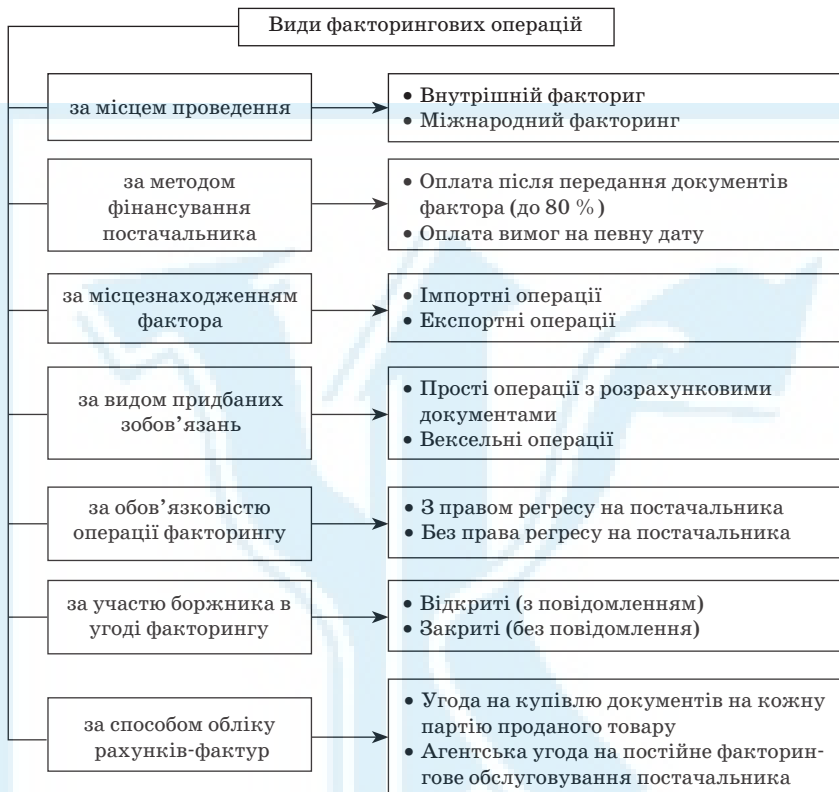 Види факторингових операцій
за місцем проведення
• Внутрішній факториг
• Міжнародний факторинг
за методом
фінансування
постачальника
• Оплата після передання документів
фактора (до 80 %)
• Оплата вимог на певну дату
за місцезнаходженням
фактора
• Імпортні операції
• Експортні операції
за видом придбаних
зобов’язань
• Прості операції з розрахунковими
документами
• Вексельні операції
за обов’язковістю
операції факторингу
• З правом регресу на постачальника
• Без права регресу на постачальника
за участю боржника в
угоді факторингу
• Відкриті (з повідомленням)
• Закриті (без повідомлення)
за способом обліку
рахунків-фактур
• Угода на купівлю документів на кожну
партію проданого товару
• Агентська угода на постійне факторин-
гове обслуговування постачальника